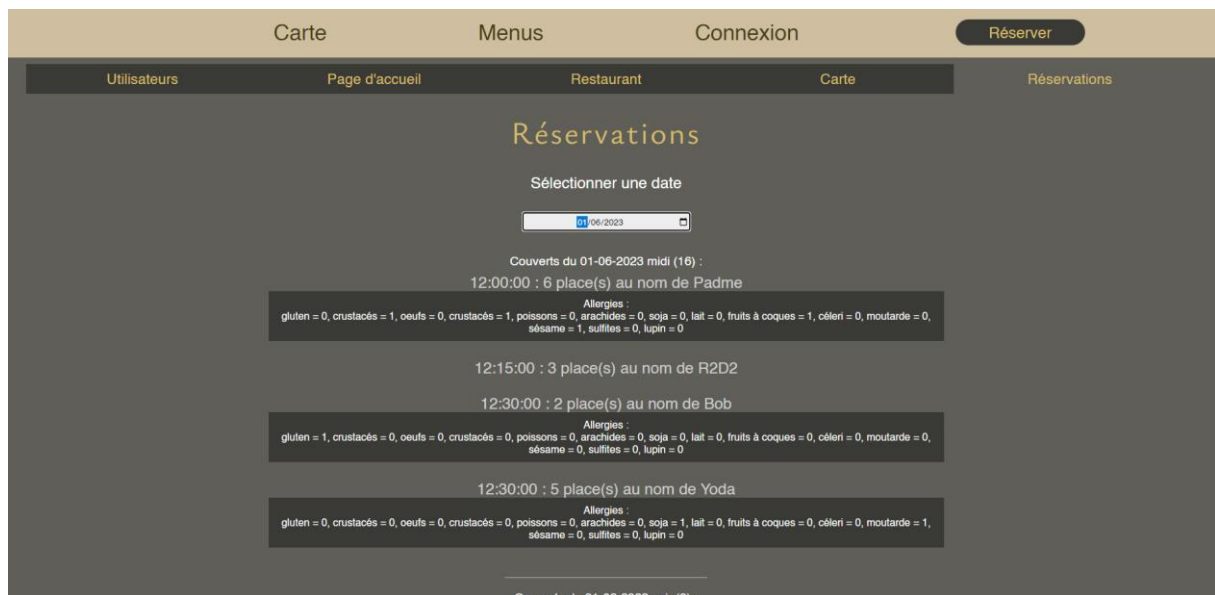 Carte Menus Connexion Réserver
Utilisateurs Page d'accueil Restaurant Carte Réservations
Réservations
Sélectionner une date
01/06/2023
Couverts du 01-06-2023 midi (16) :
12:00:00 : 6 place(s) au nom de Padme
Allergies :
gluten = 0, crustacés = 1, oeufs = 0, crustacés = 1, poissons = 0, arachides = 0, soja = 0, lait = 0, fruits à coques = 1, céleri = 0, moutarde = 0,
sésame = 1, sulfites = 0, lupin = 0
12:15:00 : 3 place(s) au nom de R2D2
12:30:00 : 2 place(s) au nom de Bob
Allergies :
gluten = 1, crustacés = 0, oeufs = 0, crustacés = 0, poissons = 0, arachides = 0, soja = 0, lait = 0, fruits à coques = 0, céleri = 0, moutarde = 0,
sésame = 0, sulfites = 0, lupin = 0
12:30:00 : 5 place(s) au nom de Yoda
Allergies :
gluten = 0, crustacés = 0, oeufs = 0, crustacés = 0, poissons = 0, arachides = 0, soja = 1, lait = 0, fruits à coques = 0, céleri = 0, moutarde = 1,
sésame = 0, sulfites = 0, lupin = 0